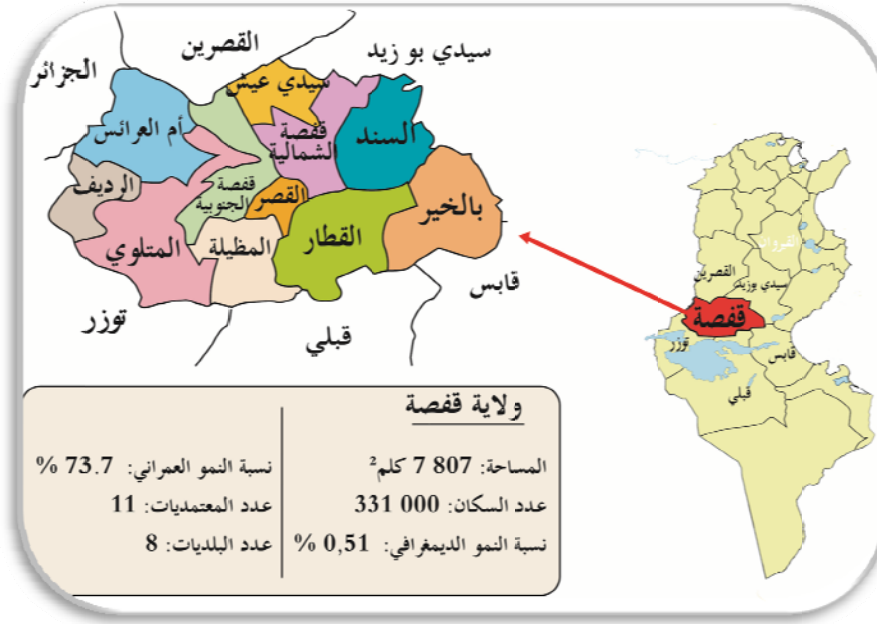 القصرين
سيدي بو زيد
الجزائر
سيدي عيش
أم العرائس
قفصة
الشمالية
السند
الرديف
قفصة
الجنوبية
القصر
بالخير
المتلوي
المظيلة
القطار
توزر
قبلي
قابس
القيروان
القصرين
سيدي بوزيد
قفصة
توزر
قابس
قبلي
ولاية قفصة
المساحة: 807 7 كلم²
عدد السكان: 000 331
نسبة النمو الديمغرافي: 0,51 %
نسبة النمو العمراني: 73.7 %
عدد المعتمديات: 11
عدد البلديات: 8